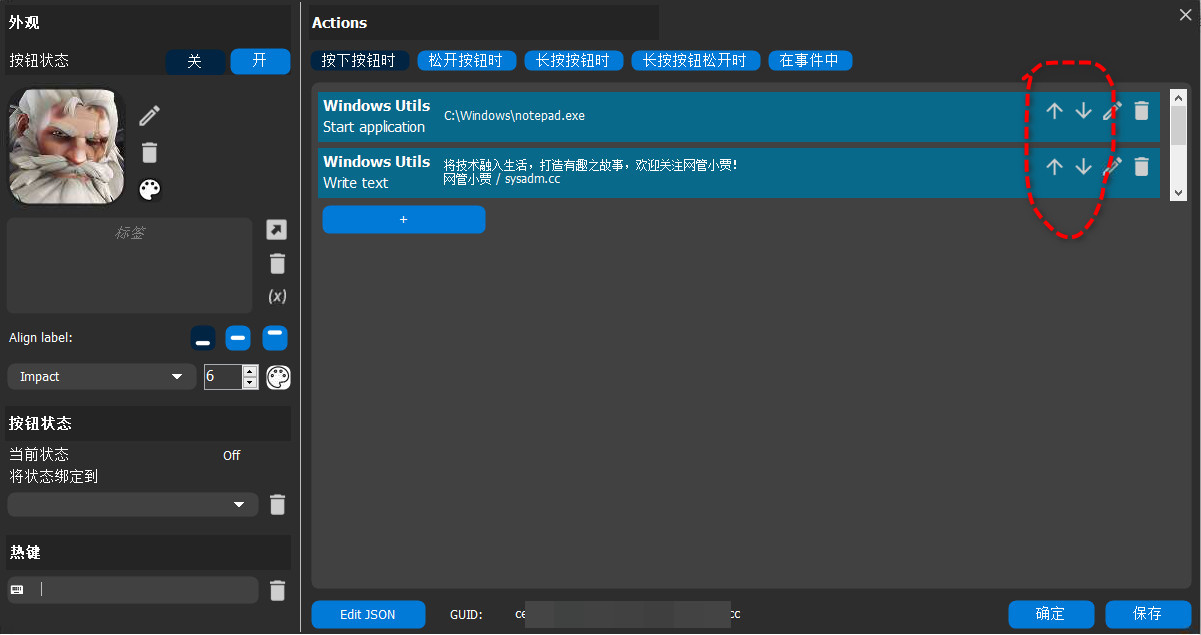 外观
按钮状态
关
开
标签
(x)
Align label:
Impact
6
按钮状态
当前状态
Off
将状态绑定到
热键
Actions
按下按钮时
松开按钮时
长按按钮时
长按按钮松开时
在事件中
Windows Utils
Start application
C:\Windows\notepad.exe
Windows Utils
Write text
将技术融入生活，打造有趣之故事，欢迎关注网管小贾！
网管小贾 / sysadm.cc
+
Edit JSON
GUID:
确定
保存